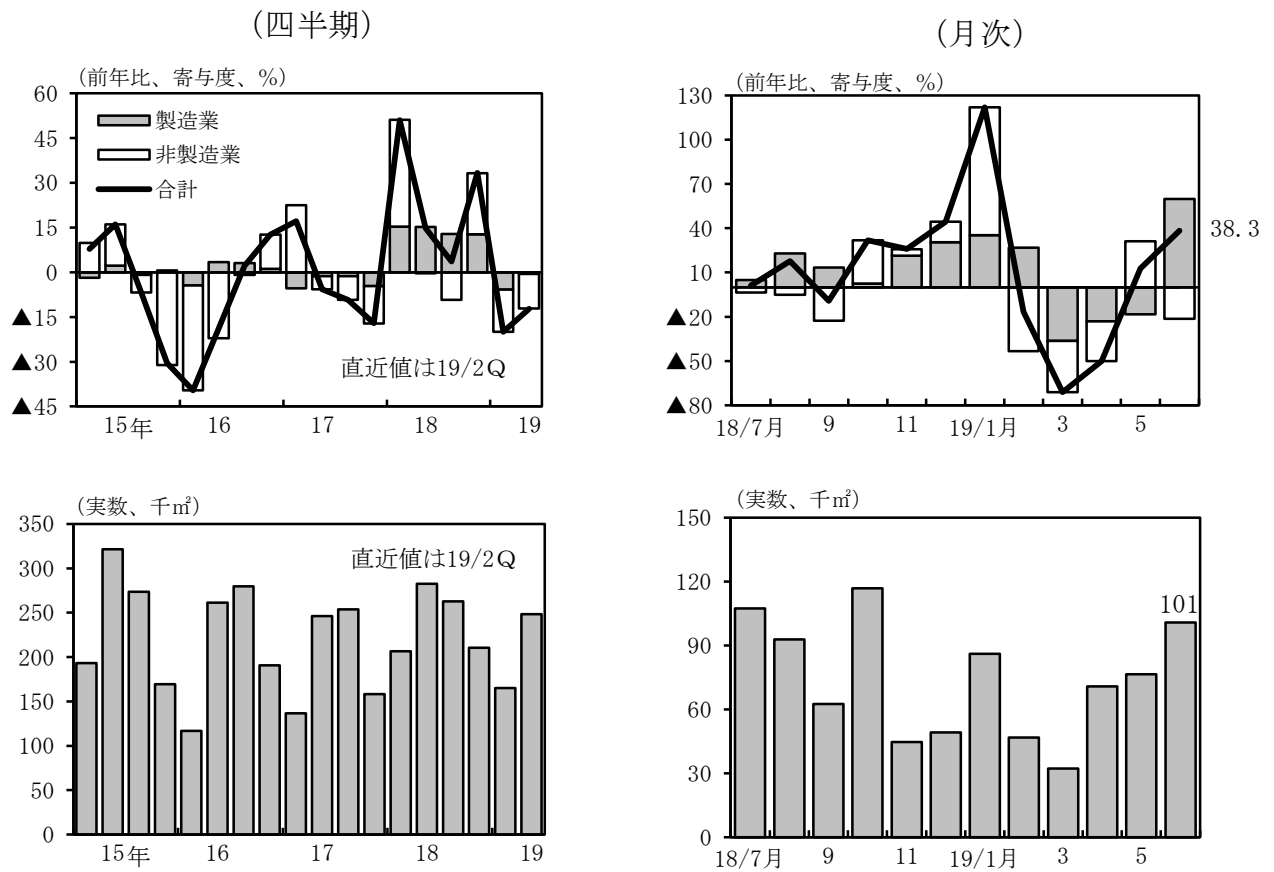 (四半期)
(前年比、寄与度、%)
60
45
30
15
0
▲15
▲30
▲45
製造業
非製造業
合計
直近値は19/2Q
15年 16 17 18 19
(月次)
(前年比、寄与度、%)
130
100
70
40
10
▲20
▲50
▲80
38.3
18/7月 9 11 19/1月 3 5
(実数、千㎡)
350
300
250
200
150
100
50
0
直近値は19/2Q
15年 16 17 18 19
(実数、千㎡)
150
120
90
60
30
0
101
18/7月 9 11 19/1月 3 5